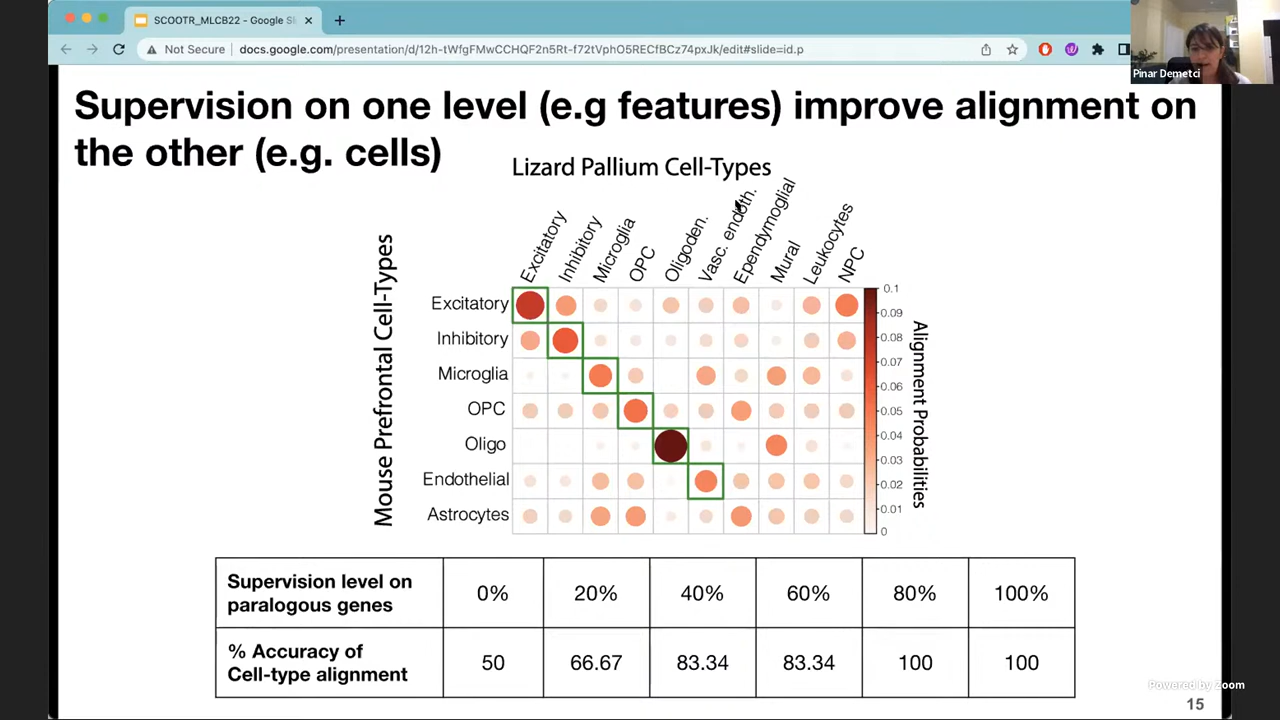 SCOOTR_MLCB22 - Google Sl
Not Secure
docs.google.com/presentation/d/12h-tWfgFMwCCHQF2n5Rt-f72tVphO5RECfBCz74pxJk/edit#slide=id.p
Pinar Demetci
Supervision on one level (e.g features) improve alignment on
the other (e.g. cells)
Lizard Pallium Cell-Types
Excitatory
Inhibitory
Microglia
OPC
Oligoden.
Vasc. endoth.
Ependymoglial
Mural
Leukocytes
NPC
Mouse Prefrontal Cell-Types
Excitatory
Inhibitory
Microglia
OPC
Oligo
Endothelial
Astrocytes
0.1
0.09
0.08
0.07
0.06
0.05
0.04
0.03
0.02
0.01
0
Alignment Probabilities
Supervision level on
paralogous genes
0% 20% 40% 60% 80% 100%
% Accuracy of
Cell-type alignment
50 66.67 83.34 83.34 100 100
Powered by Zoom
15